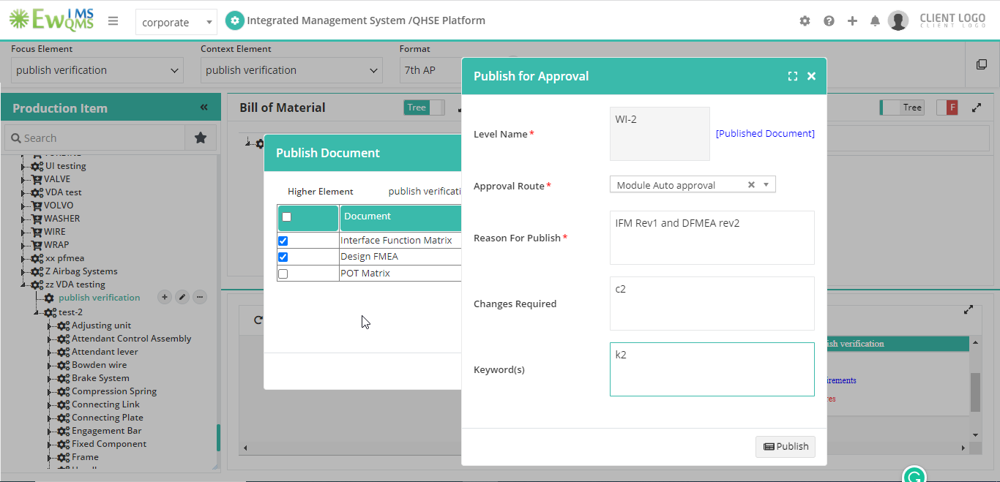 EwQMS IMS
corporate
Integrated Management System /QHSE Platform
CLIENT LOGO
CLIENT LOGO
Focus Element
Context Element
Format
publish verification
publish verification
7th AP
Production Item
Search
UI testing
VALVE
VDA test
VOLVO
WASHER
WIRE
WRAP
xx pfmea
Z Airbag Systems
zz VDA testing
publish verification
test-2
Adjusting unit
Attendant Control Assembly
Attendant lever
Bowden wire
Brake System
Compression Spring
Connecting Link
Connecting Plate
Engagement Bar
Fixed Component
Frame
Bill of Material
Tree
Tree
F
Publish Document
Higher Element
publish verificati
Document
Interface Function Matrix
Design FMEA
POT Matrix
Publish for Approval
Level Name *
WI-2
[Published Document]
Approval Route *
Module Auto approval
Reason For Publish *
IFM Rev1 and DFMEA rev2
Changes Required
c2
Keyword(s)
k2
Publish
ish verification
irements
res